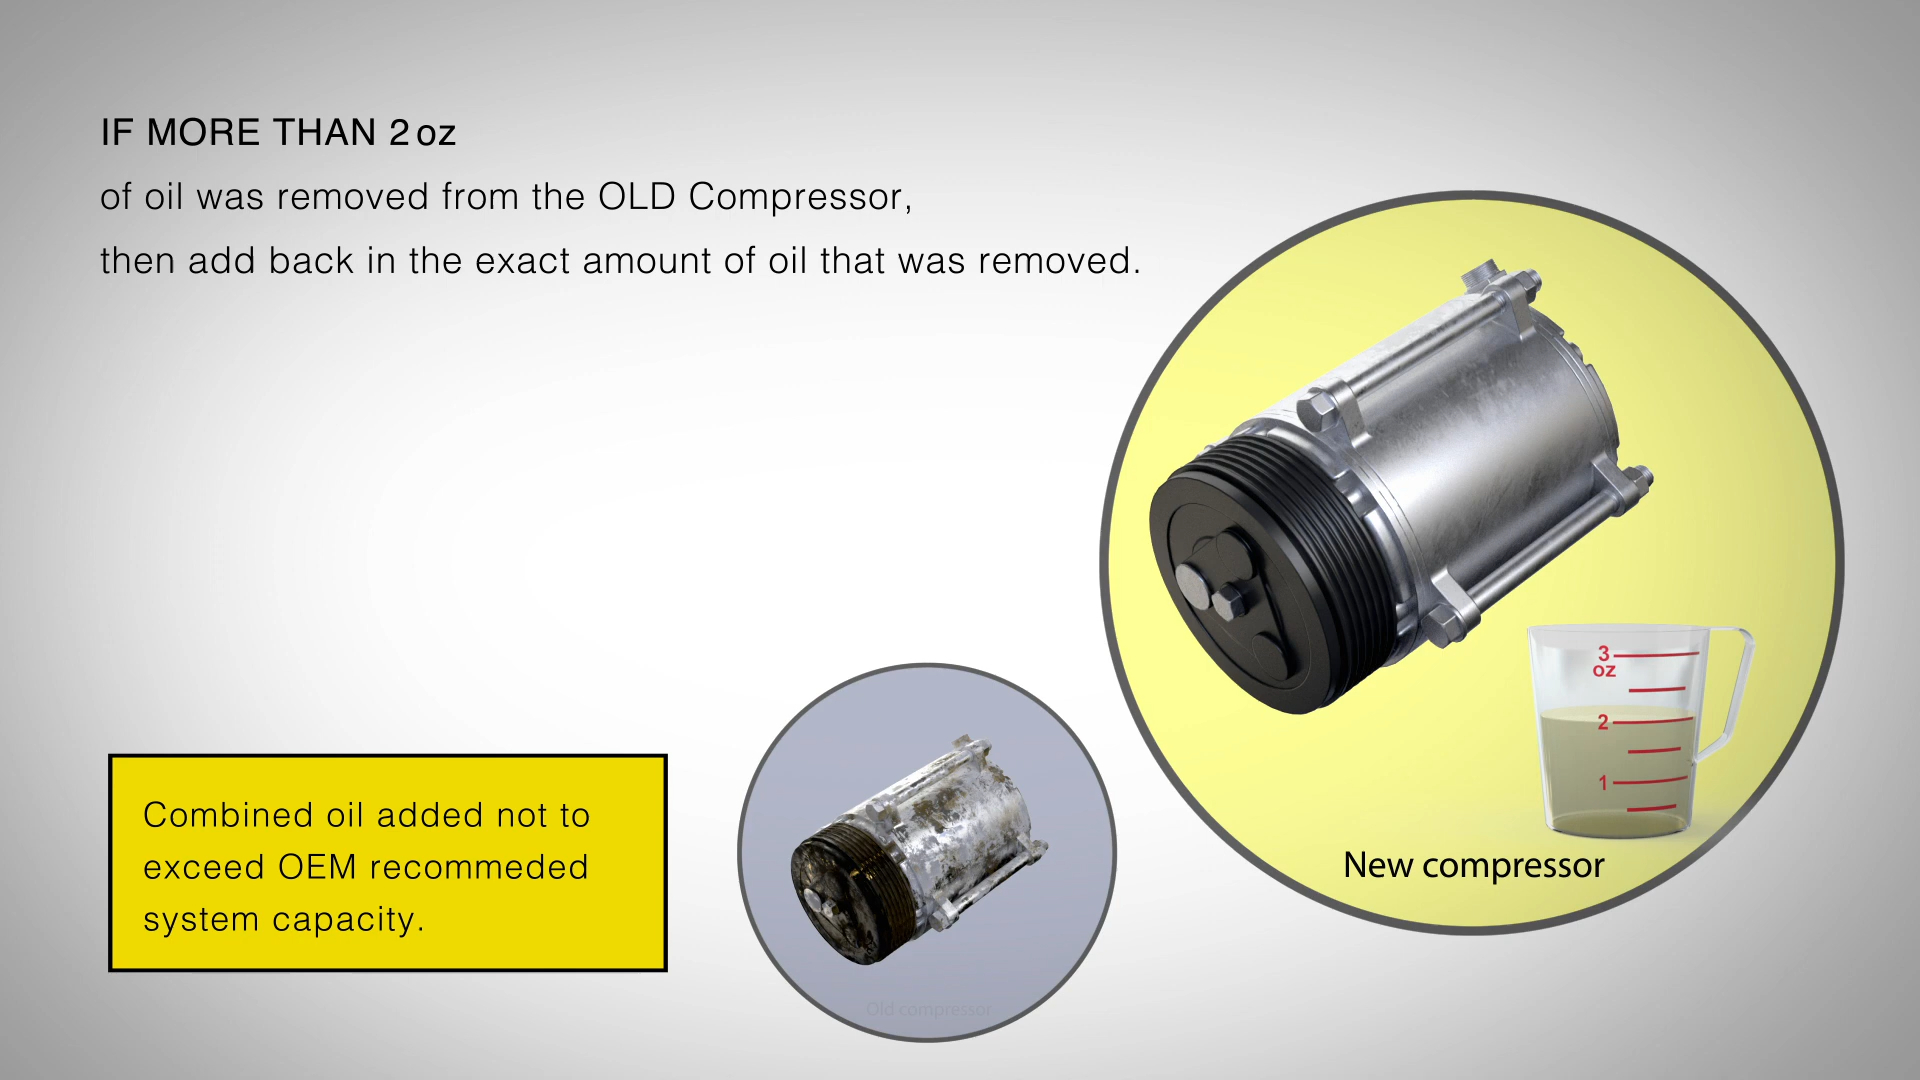 IF MORE THAN 2 oz
of oil was removed from the OLD Compressor,
then add back in the exact amount of oil that was removed.
3
oz
2
1
New compressor
Combined oil added not to
exceed OEM recommeded
system capacity.
Old compressor